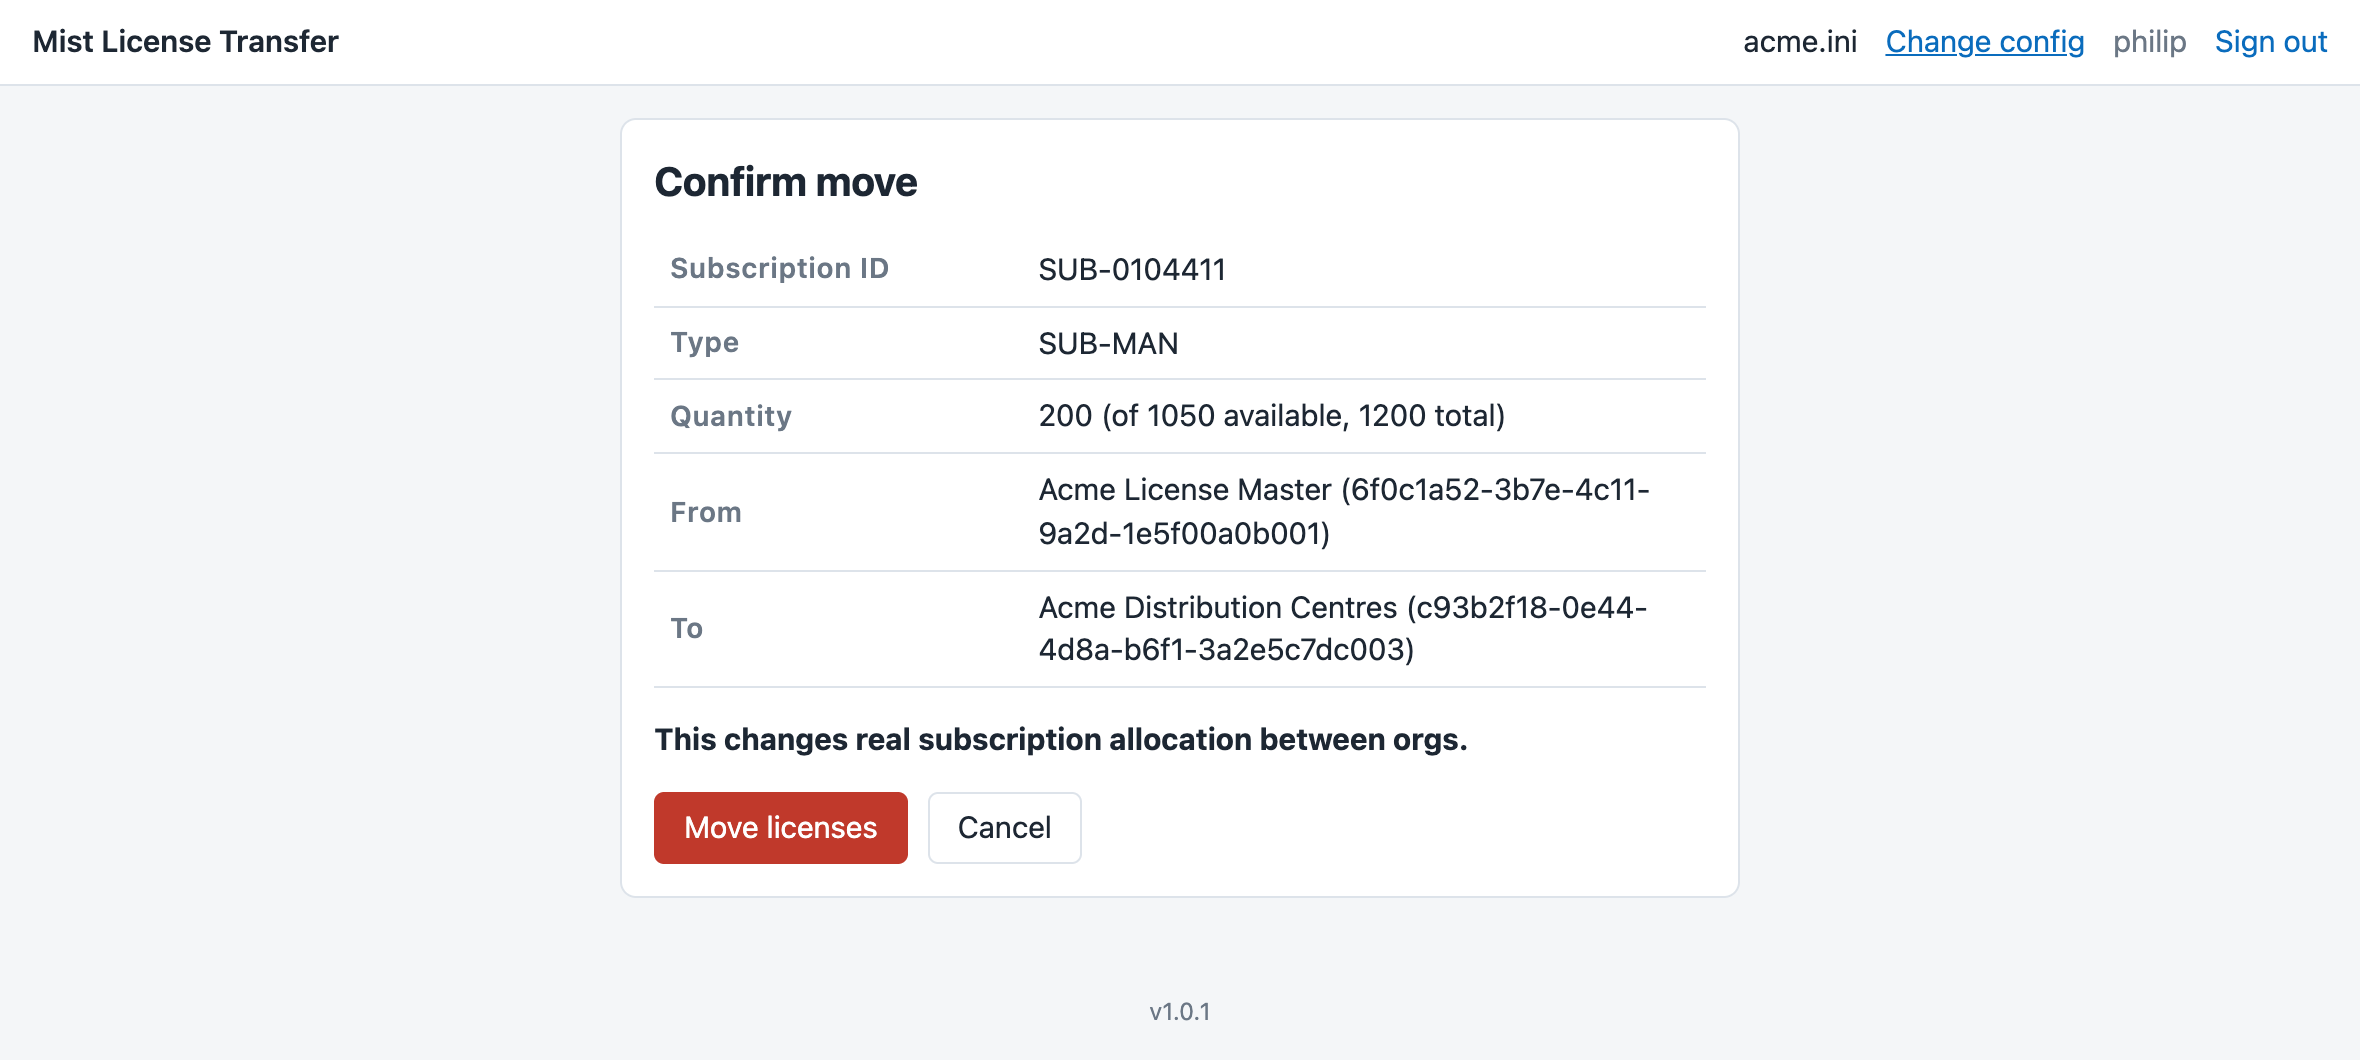 Mist License Transfer
acme.ini Change config philip Sign out
Confirm move
Subscription ID SUB-0104411
Type SUB-MAN
Quantity 200 (of 1050 available, 1200 total)
From Acme License Master (6f0c1a52-3b7e-4c11-
9a2d-1e5f00a0b001)
To Acme Distribution Centres (c93b2f18-0e44-
4d8a-b6f1-3a2e5c7dc003)
This changes real subscription allocation between orgs.
Move licenses Cancel
v1.0.1